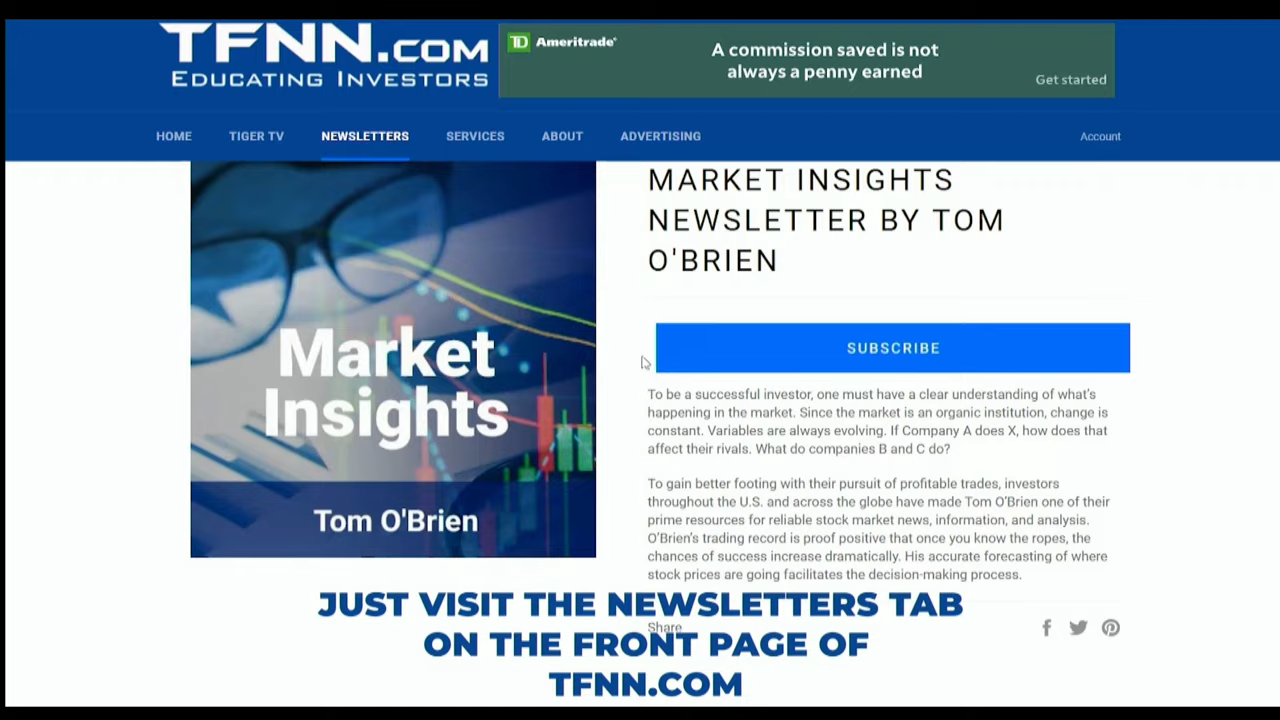 TFNN.COM
EDUCATING INVESTORS
TD Ameritrade®
A commission saved is not
always a penny earned
Get started
HOME
TIGER TV
NEWSLETTERS
SERVICES
ABOUT
ADVERTISING
Account
Market
Insights
Tom O'Brien
MARKET INSIGHTS
NEWSLETTER BY TOM
O'BRIEN
SUBSCRIBE
To be a successful investor, one must have a clear understanding of what's
happening in the market. Since the market is an organic institution, change is
constant. Variables are always evolving. If Company A does X, how does that
affect their rivals. What do companies B and C do?
To gain better footing with their pursuit of profitable trades, investors
throughout the U.S. and across the globe have made Tom O'Brien one of their
prime resources for reliable stock market news, information, and analysis.
O'Brien's trading record is proof positive that once you know the ropes, the
chances of success increase dramatically. His accurate forecasting of where
stock prices are going facilitates the decision-making process.
Share
JUST VISIT THE NEWSLETTERS TAB
ON THE FRONT PAGE OF
TFNN.COM